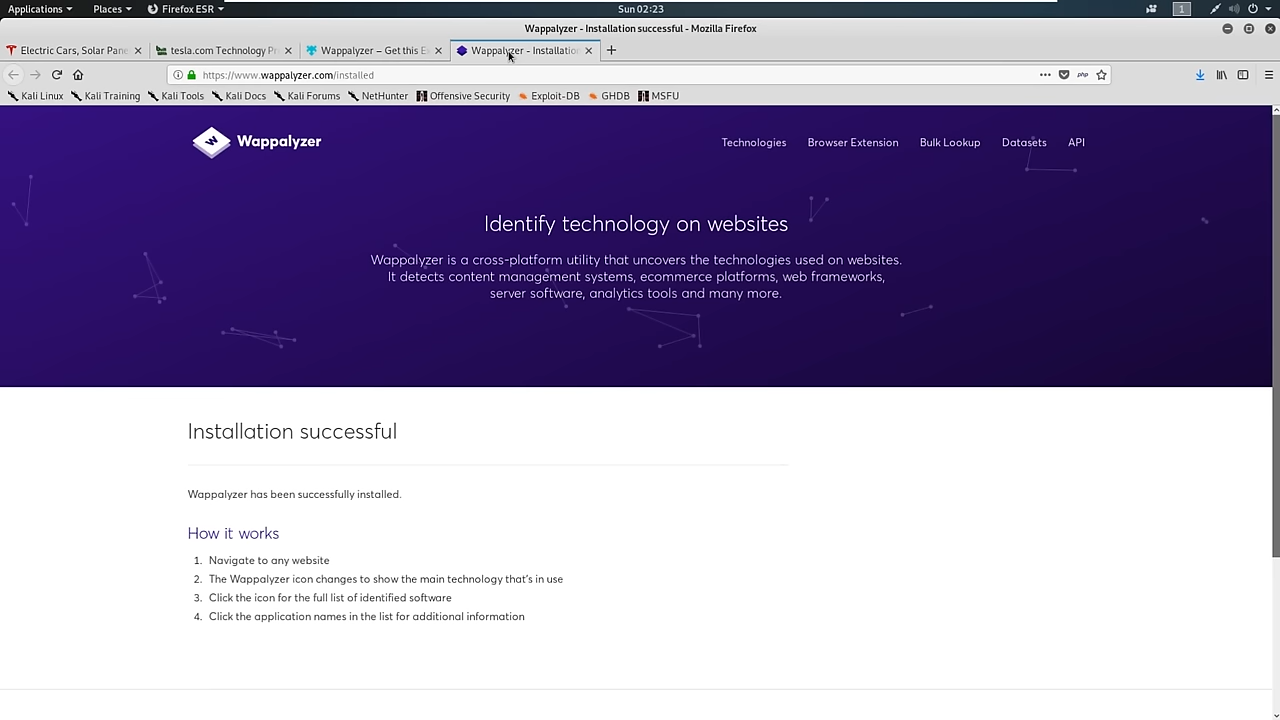 Applications Places Firefox ESR Sun 02:23 1
Wappalyzer - Installation successful - Mozilla Firefox
Electric Cars, Solar Pane tesla.com Technology Pr Wappalyzer – Get this E Wappalyzer - Installation
https://www.wappalyzer.com/installed php
Kali Linux Kali Training Kali Tools Kali Docs Kali Forums NetHunter Offensive Security Exploit-DB GHDB MSFU
W Wappalyzer Technologies Browser Extension Bulk Lookup Datasets API
Identify technology on websites
Wappalyzer is a cross-platform utility that uncovers the technologies used on websites.
It detects content management systems, ecommerce platforms, web frameworks,
server software, analytics tools and many more.
Installation successful
Wappalyzer has been successfully installed.
How it works
1. Navigate to any website
2. The Wappalyzer icon changes to show the main technology that's in use
3. Click the icon for the full list of identified software
4. Click the application names in the list for additional information